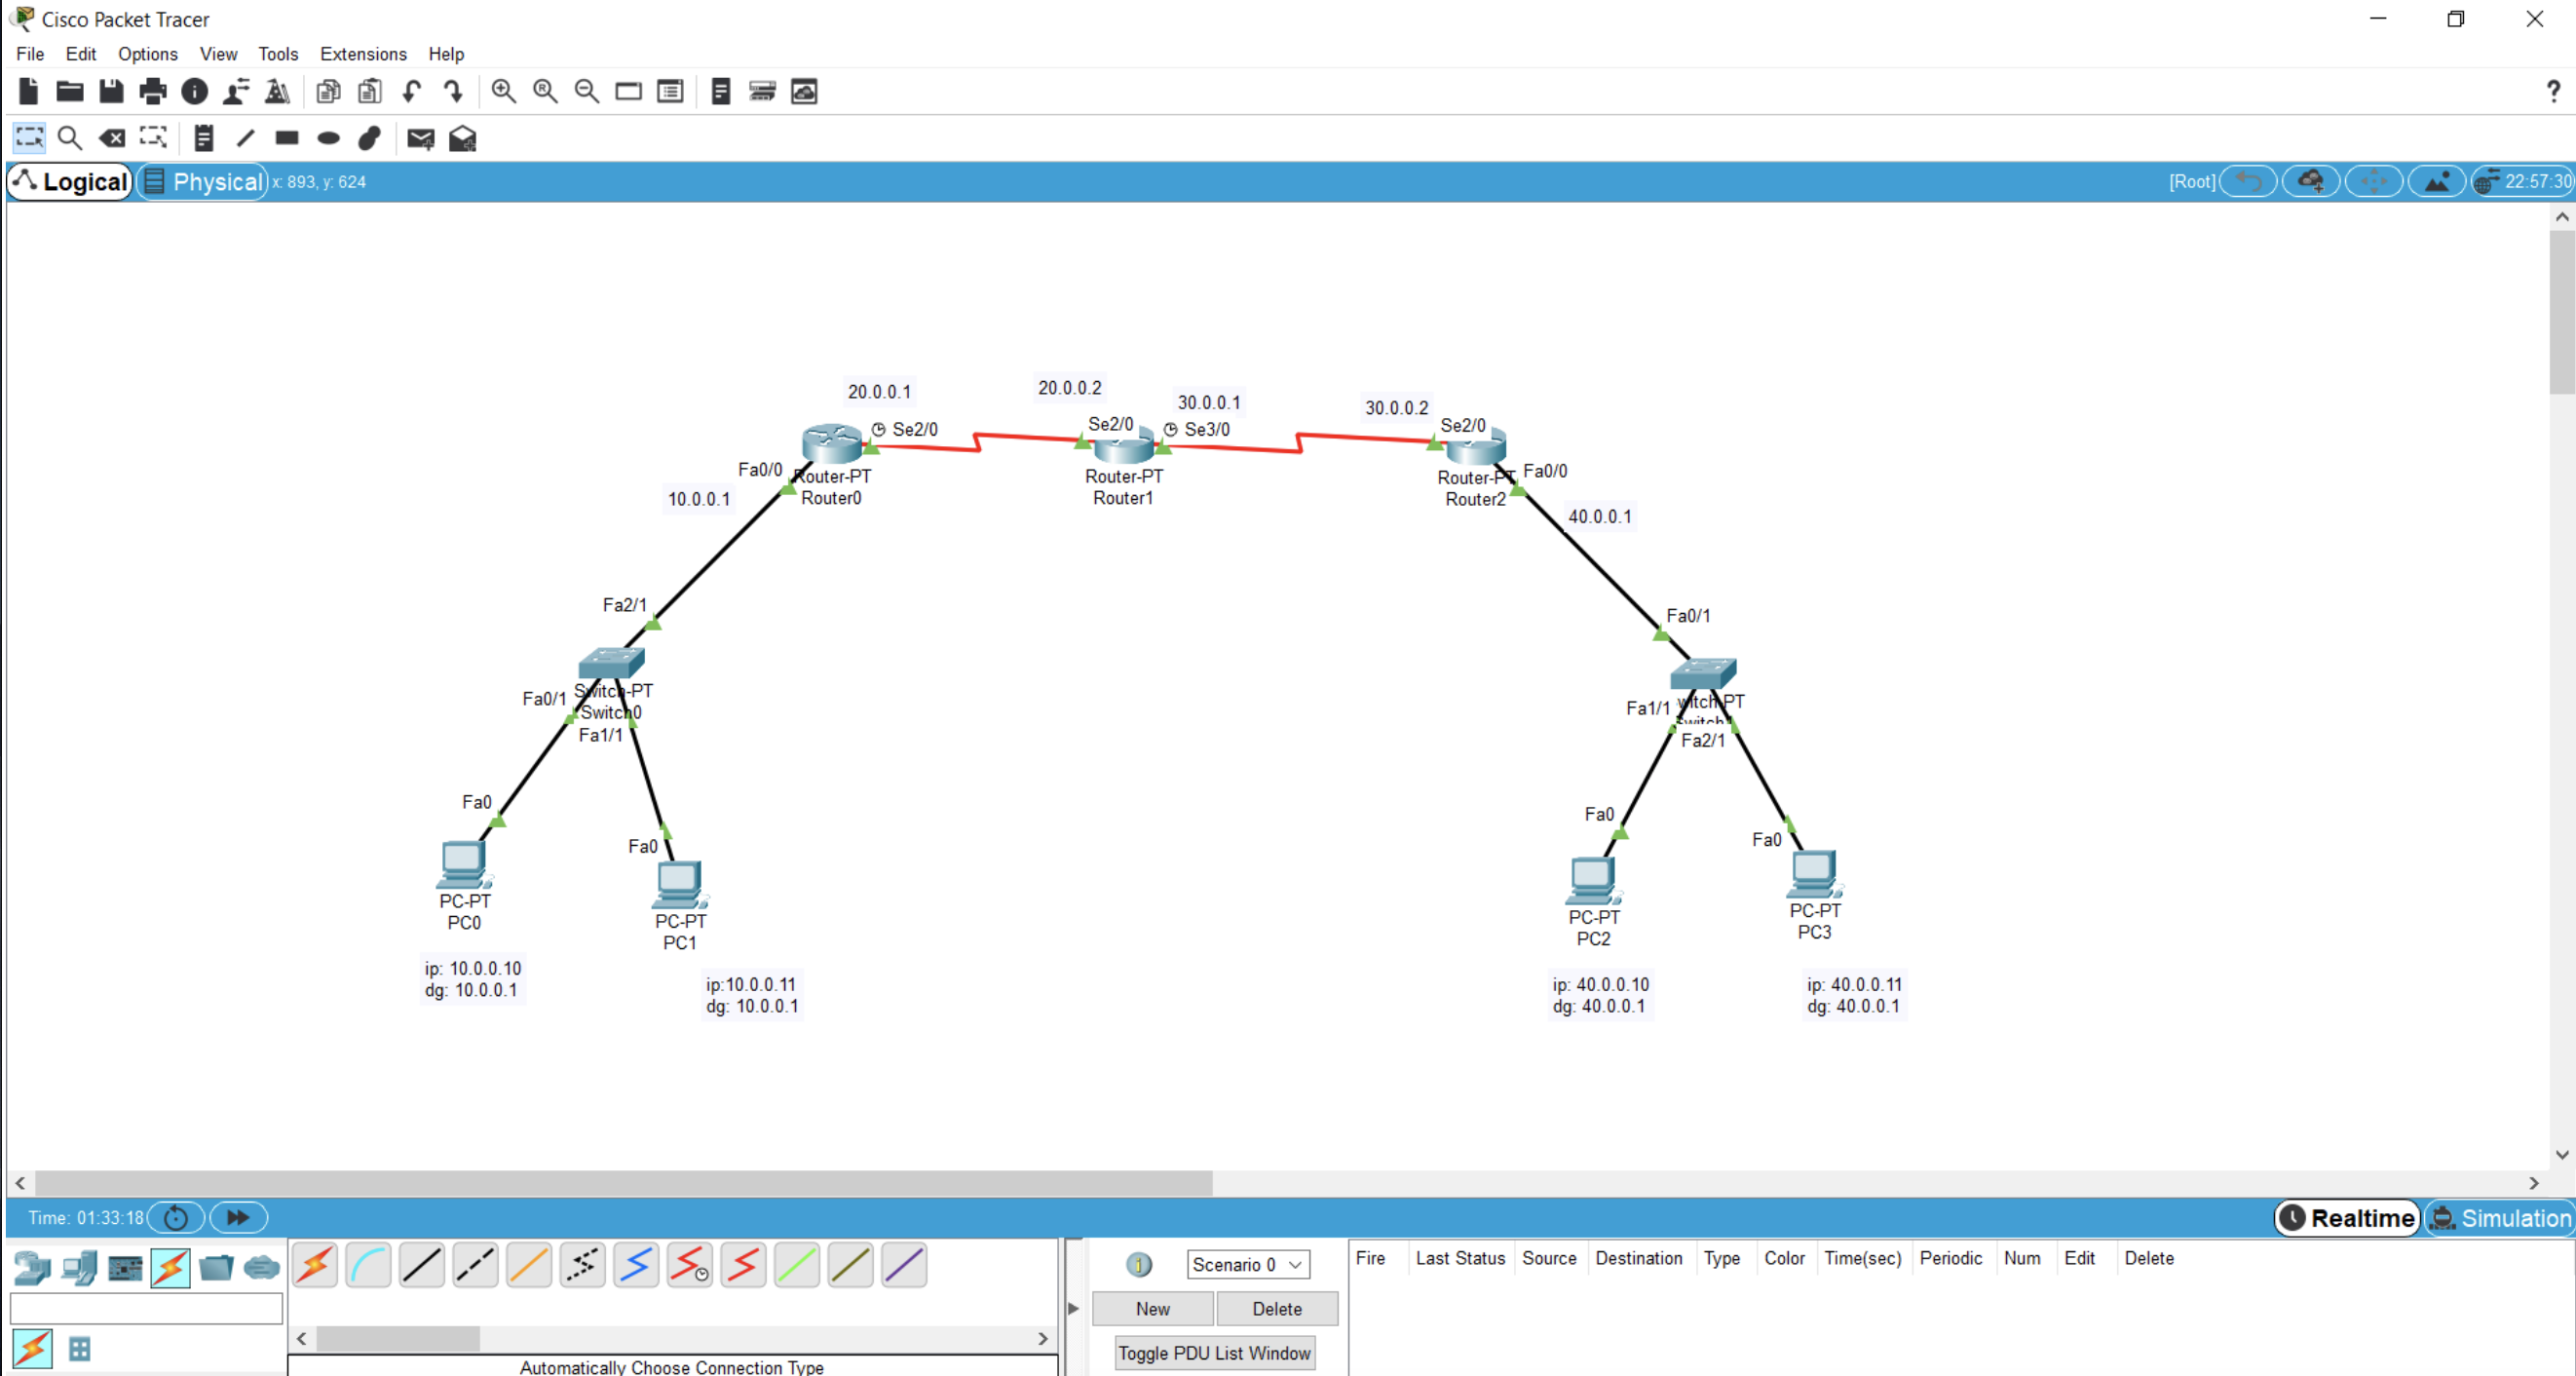 Cisco Packet Tracer
File Edit Options View Tools Extensions Help
?
Logical Physical x: 893, y: 624 [Root] 22:57:30
20.0.0.1
20.0.0.2
30.0.0.1
30.0.0.2
Se2/0
Se2/0
Se3/0
Se2/0
Fa0/0
Router-PT
Router0
Router-PT
Router1
Router-PT
Router2
Fa0/0
10.0.0.1
40.0.0.1
Fa2/1
Fa0/1
Switch-PT
Switch0
Fa0/1
Fa1/1
witch-PT
Switch1
Fa1/1
Fa2/1
Fa0
Fa0
Fa0
Fa0
PC-PT
PC0
PC-PT
PC1
PC-PT
PC2
PC-PT
PC3
ip: 10.0.0.10
dg: 10.0.0.1
ip:10.0.0.11
dg: 10.0.0.1
ip: 40.0.0.10
dg: 40.0.0.1
ip: 40.0.0.11
dg: 40.0.0.1
Time: 01:33:18 Realtime Simulation
Scenario 0
New Delete
Toggle PDU List Window
Fire Last Status Source Destination Type Color Time(sec) Periodic Num Edit Delete
Automatically Choose Connection Type